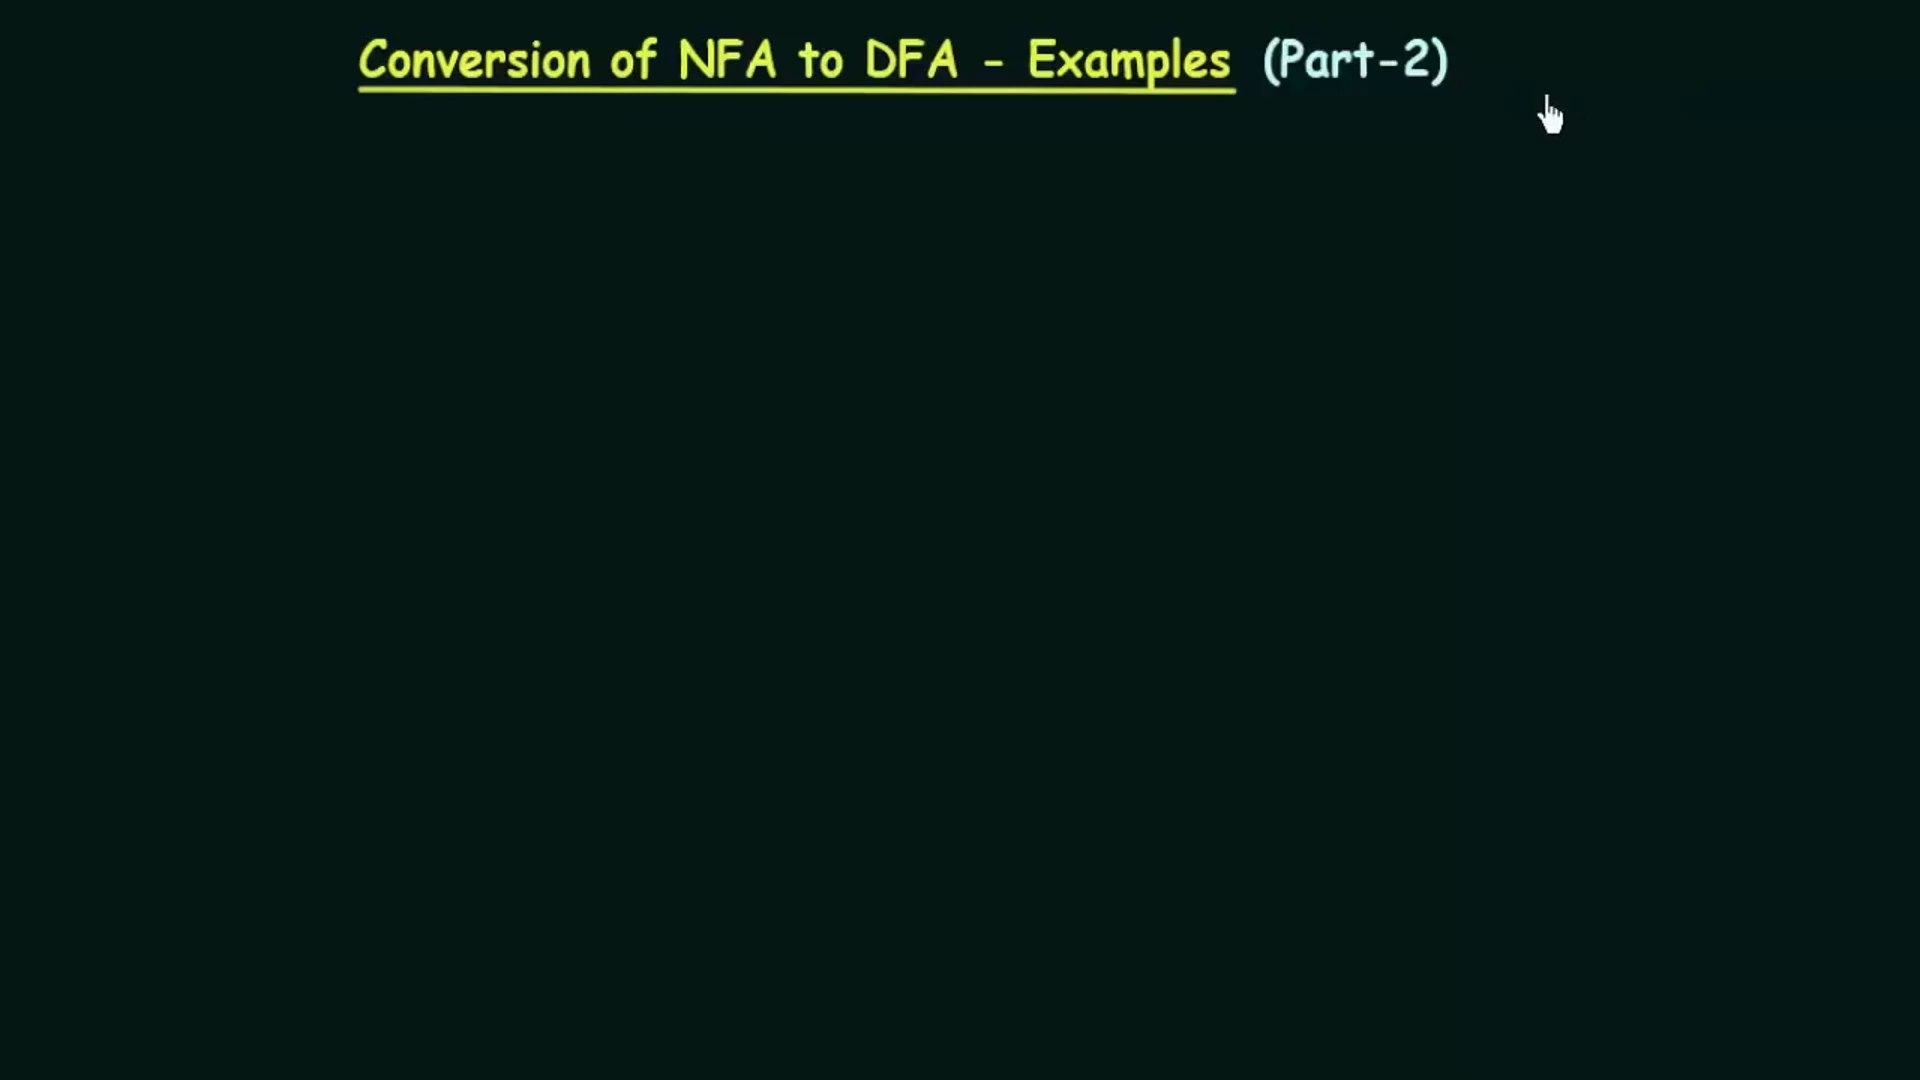 Conversion of NFA to DFA - Examples (Part-2)